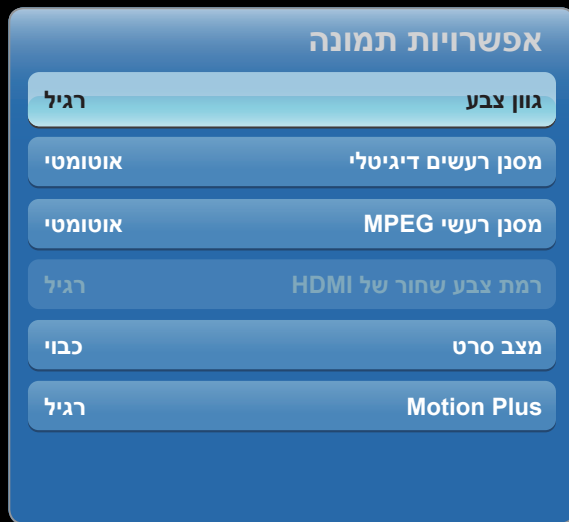 אפשרויות תמונה
גוון צבע רגיל
מסנן רעשים דיגיטלי אוטומטי
מסנן רעשי MPEG אוטומטי
רמת צבע שחור של HDMI רגיל
מצב סרט כבוי
Motion Plus רגיל